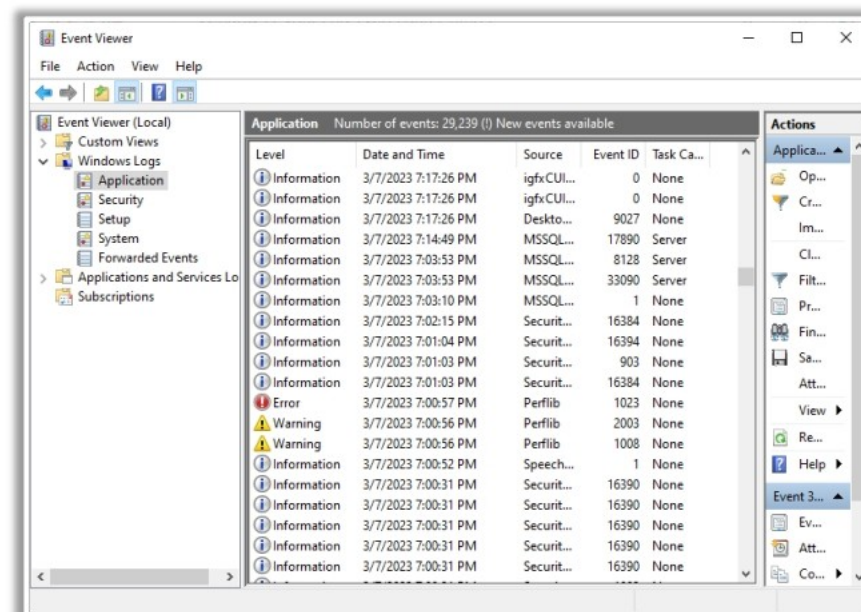 Event Viewer
File Action View Help
Event Viewer (Local)
Custom Views
Windows Logs
Application
Security
Setup
System
Forwarded Events
Applications and Services Lo
Subscriptions
Application Number of events: 29,239 (!) New events available
Level Date and Time Source Event ID Task Ca...
Information 3/7/2023 7:17:26 PM igfxCUI... 0 None
Information 3/7/2023 7:17:26 PM igfxCUI... 0 None
Information 3/7/2023 7:17:26 PM Deskto... 9027 None
Information 3/7/2023 7:14:49 PM MSSQL... 17890 Server
Information 3/7/2023 7:03:53 PM MSSQL... 8128 Server
Information 3/7/2023 7:03:53 PM MSSQL... 33090 Server
Information 3/7/2023 7:03:10 PM MSSQL... 1 None
Information 3/7/2023 7:02:15 PM Securit... 16384 None
Information 3/7/2023 7:01:04 PM Securit... 16394 None
Information 3/7/2023 7:01:03 PM Securit... 903 None
Information 3/7/2023 7:01:03 PM Securit... 16384 None
Error 3/7/2023 7:00:57 PM Perflib 1023 None
Warning 3/7/2023 7:00:56 PM Perflib 2003 None
Warning 3/7/2023 7:00:56 PM Perflib 1008 None
Information 3/7/2023 7:00:52 PM Speech... 1 None
Information 3/7/2023 7:00:31 PM Securit... 16390 None
Information 3/7/2023 7:00:31 PM Securit... 16390 None
Information 3/7/2023 7:00:31 PM Securit... 16390 None
Information 3/7/2023 7:00:31 PM Securit... 16390 None
Information 3/7/2023 7:00:31 PM Securit... 16390 None
Actions
Applica...
Op...
Cr...
Im...
Cl...
Filt...
Pr...
Fin...
Sa...
Att...
View
Re...
Help
Event 3...
Ev...
Att...
Co...